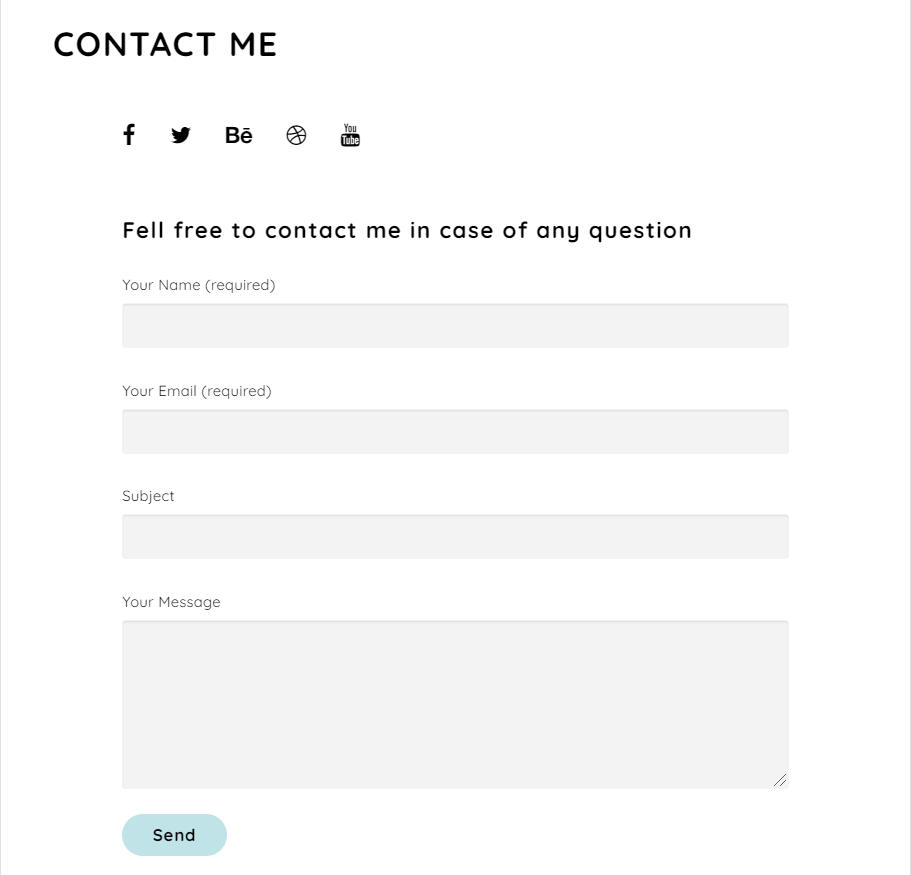 CONTACT ME
Bē
You
Tube
Fell free to contact me in case of any question
Your Name (required)
Your Email (required)
Subject
Your Message
Send